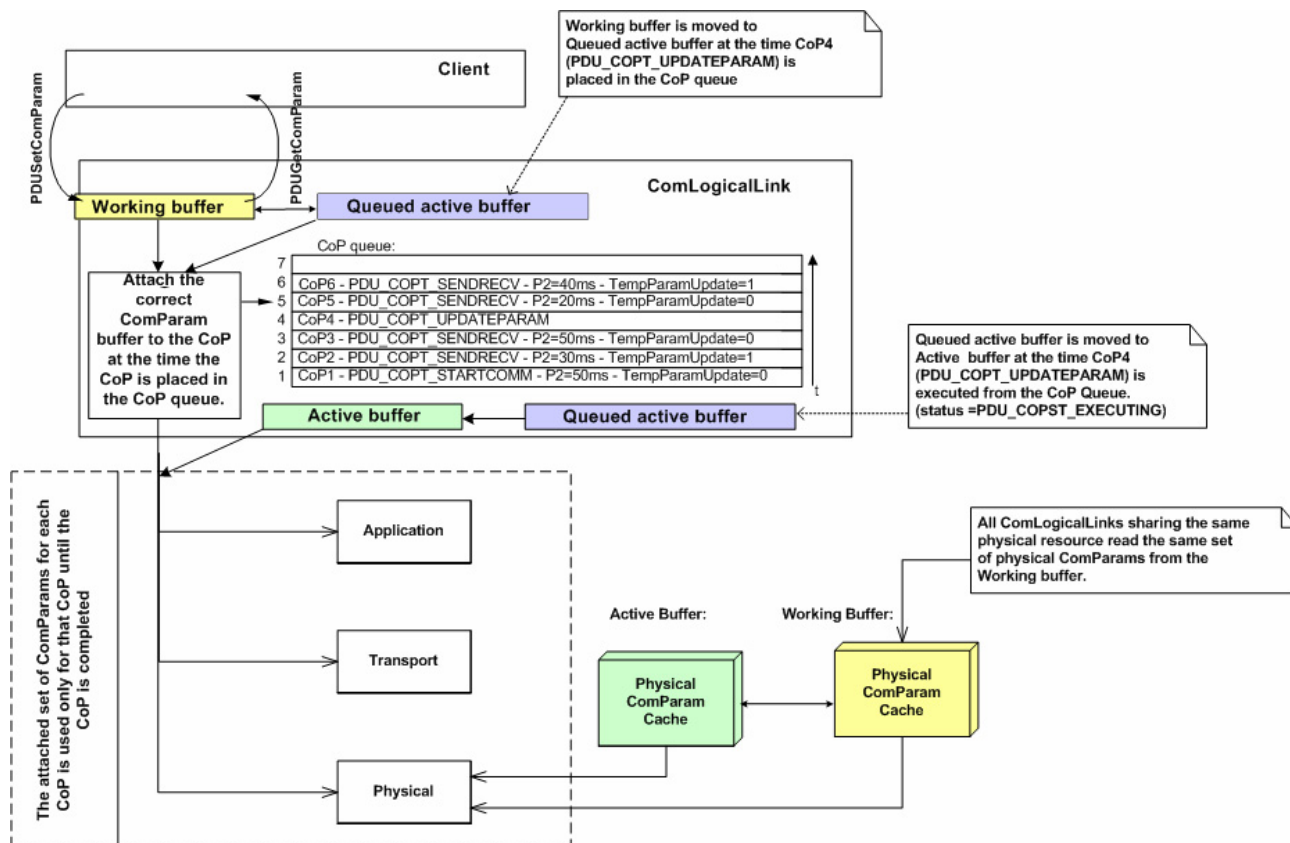 Working buffer is moved to
Queued active buffer at the time CoP4
(PDU_COPT_UPDATEPARAM) is
placed in the CoP queue
Client
PDUSetComParam
PDUGetComParam
ComLogicalLink
Working buffer
Queued active buffer
CoP queue:
Attach the
correct
ComParam
buffer to the CoP
at the time the
CoP is placed in
the CoP queue.
7
6 CoP6 - PDU_COPT_SENDRECV - P2=40ms - TempParamUpdate=1
5 CoP5 - PDU_COPT_SENDRECV - P2=20ms - TempParamUpdate=0
4 CoP4 - PDU_COPT_UPDATEPARAM
3 CoP3 - PDU_COPT_SENDRECV - P2=50ms - TempParamUpdate=0
2 CoP2 - PDU_COPT_SENDRECV - P2=30ms - TempParamUpdate=1
1 CoP1 - PDU_COPT_STARTCOMM - P2=50ms - TempParamUpdate=0
t
Queued active buffer is moved to
Active buffer at the time CoP4
(PDU_COPT_UPDATEPARAM) is
executed from the CoP Queue.
(status =PDU_COPST_EXECUTING)
Active buffer
Queued active buffer
The attached set of ComParams for each
CoP is used only for that CoP until the
CoP is completed
Application
Transport
Physical
All ComLogicalLinks sharing the same
physical resource read the same set
of physical ComParams from the
Working buffer.
Active Buffer:
Working Buffer:
Physical
ComParam
Cache
Physical
ComParam
Cache